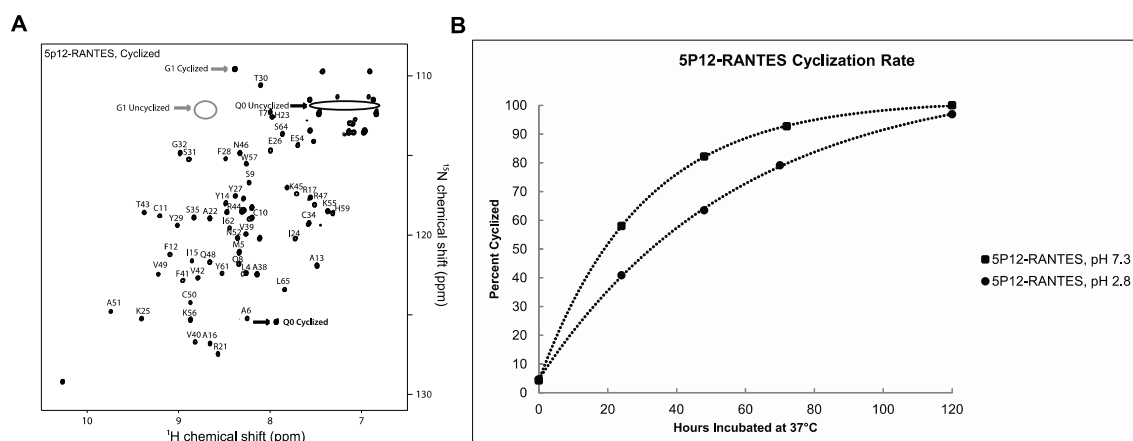 A
5p12-RANTES, Cyclized
G1 Cyclized
T30
G1 Uncyclized
Q0 Uncyclized
T7
H23
S64
E54
E26
G32
S31
F28
N46
W57
S9
K45
R17
R47
Y27
Y14
R44
C10
K55
H59
T43
C11
Y29
S35
A22
I62
V39
N52
C34
I24
M5
Q8
F12
I15
Q48
V49
F41
V42
Y61
L4
A38
A13
L65
A51
K25
C50
K56
A6
Q0 Cyclized
V40
A16
R21
110
115
120
125
130
15N chemical shift (ppm)
10
9
8
7
1H chemical shift (ppm)
B
5P12-RANTES Cyclization Rate
Percent Cyclized
100
90
80
70
60
50
40
30
20
10
0
0
20
40
60
80
100
120
Hours Incubated at 37°C
5P12-RANTES, pH 7.3
5P12-RANTES, pH 2.8